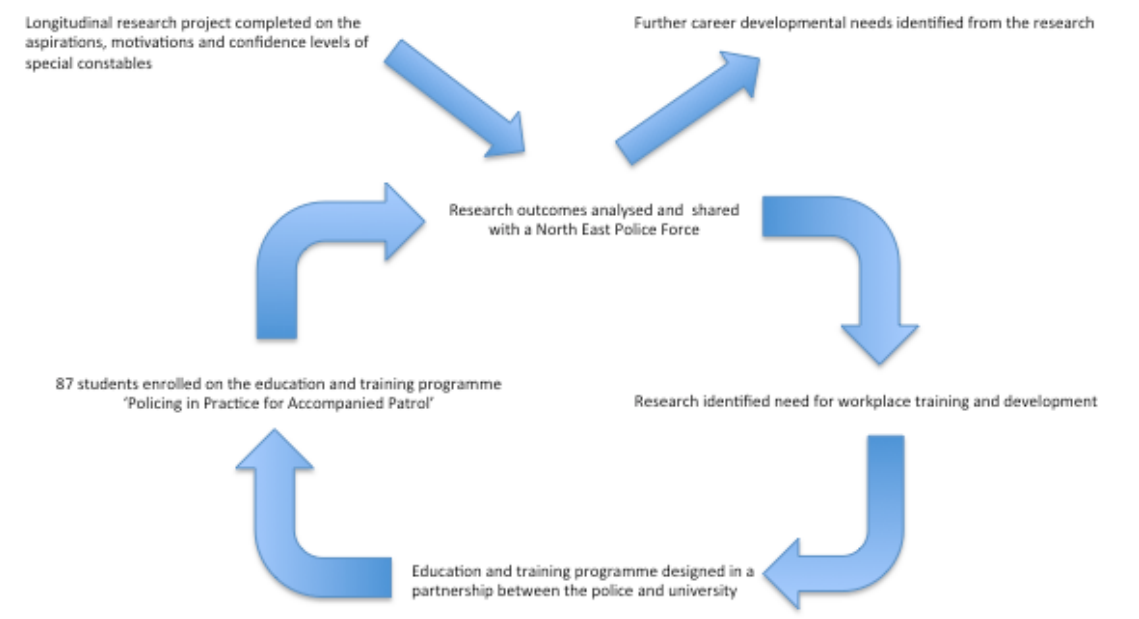 Longitudinal research project completed on the
aspirations, motivations and confidence levels of
special constables
Further career developmental needs identified from the research
Research outcomes analysed and shared
with a North East Police Force
87 students enrolled on the education and training programme
‘Policing in Practice for Accompanied Patrol’
Research identified need for workplace training and development
Education and training programme designed in a
partnership between the police and university